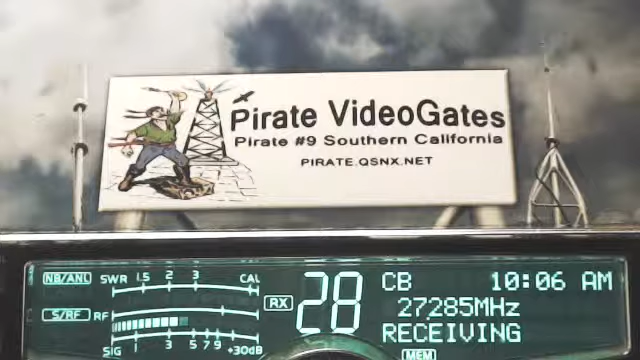 Pirate VideoGates
Pirate #9 Southern California
PIRATE.QSNX.NET
NB/ANL SWR 1.5 2 3 CAL
CB 10:06 AM
S/RF RF RX 28 27285MHz
RECEIVING
SIG 1 3 5 7 9 +30dB
MEM